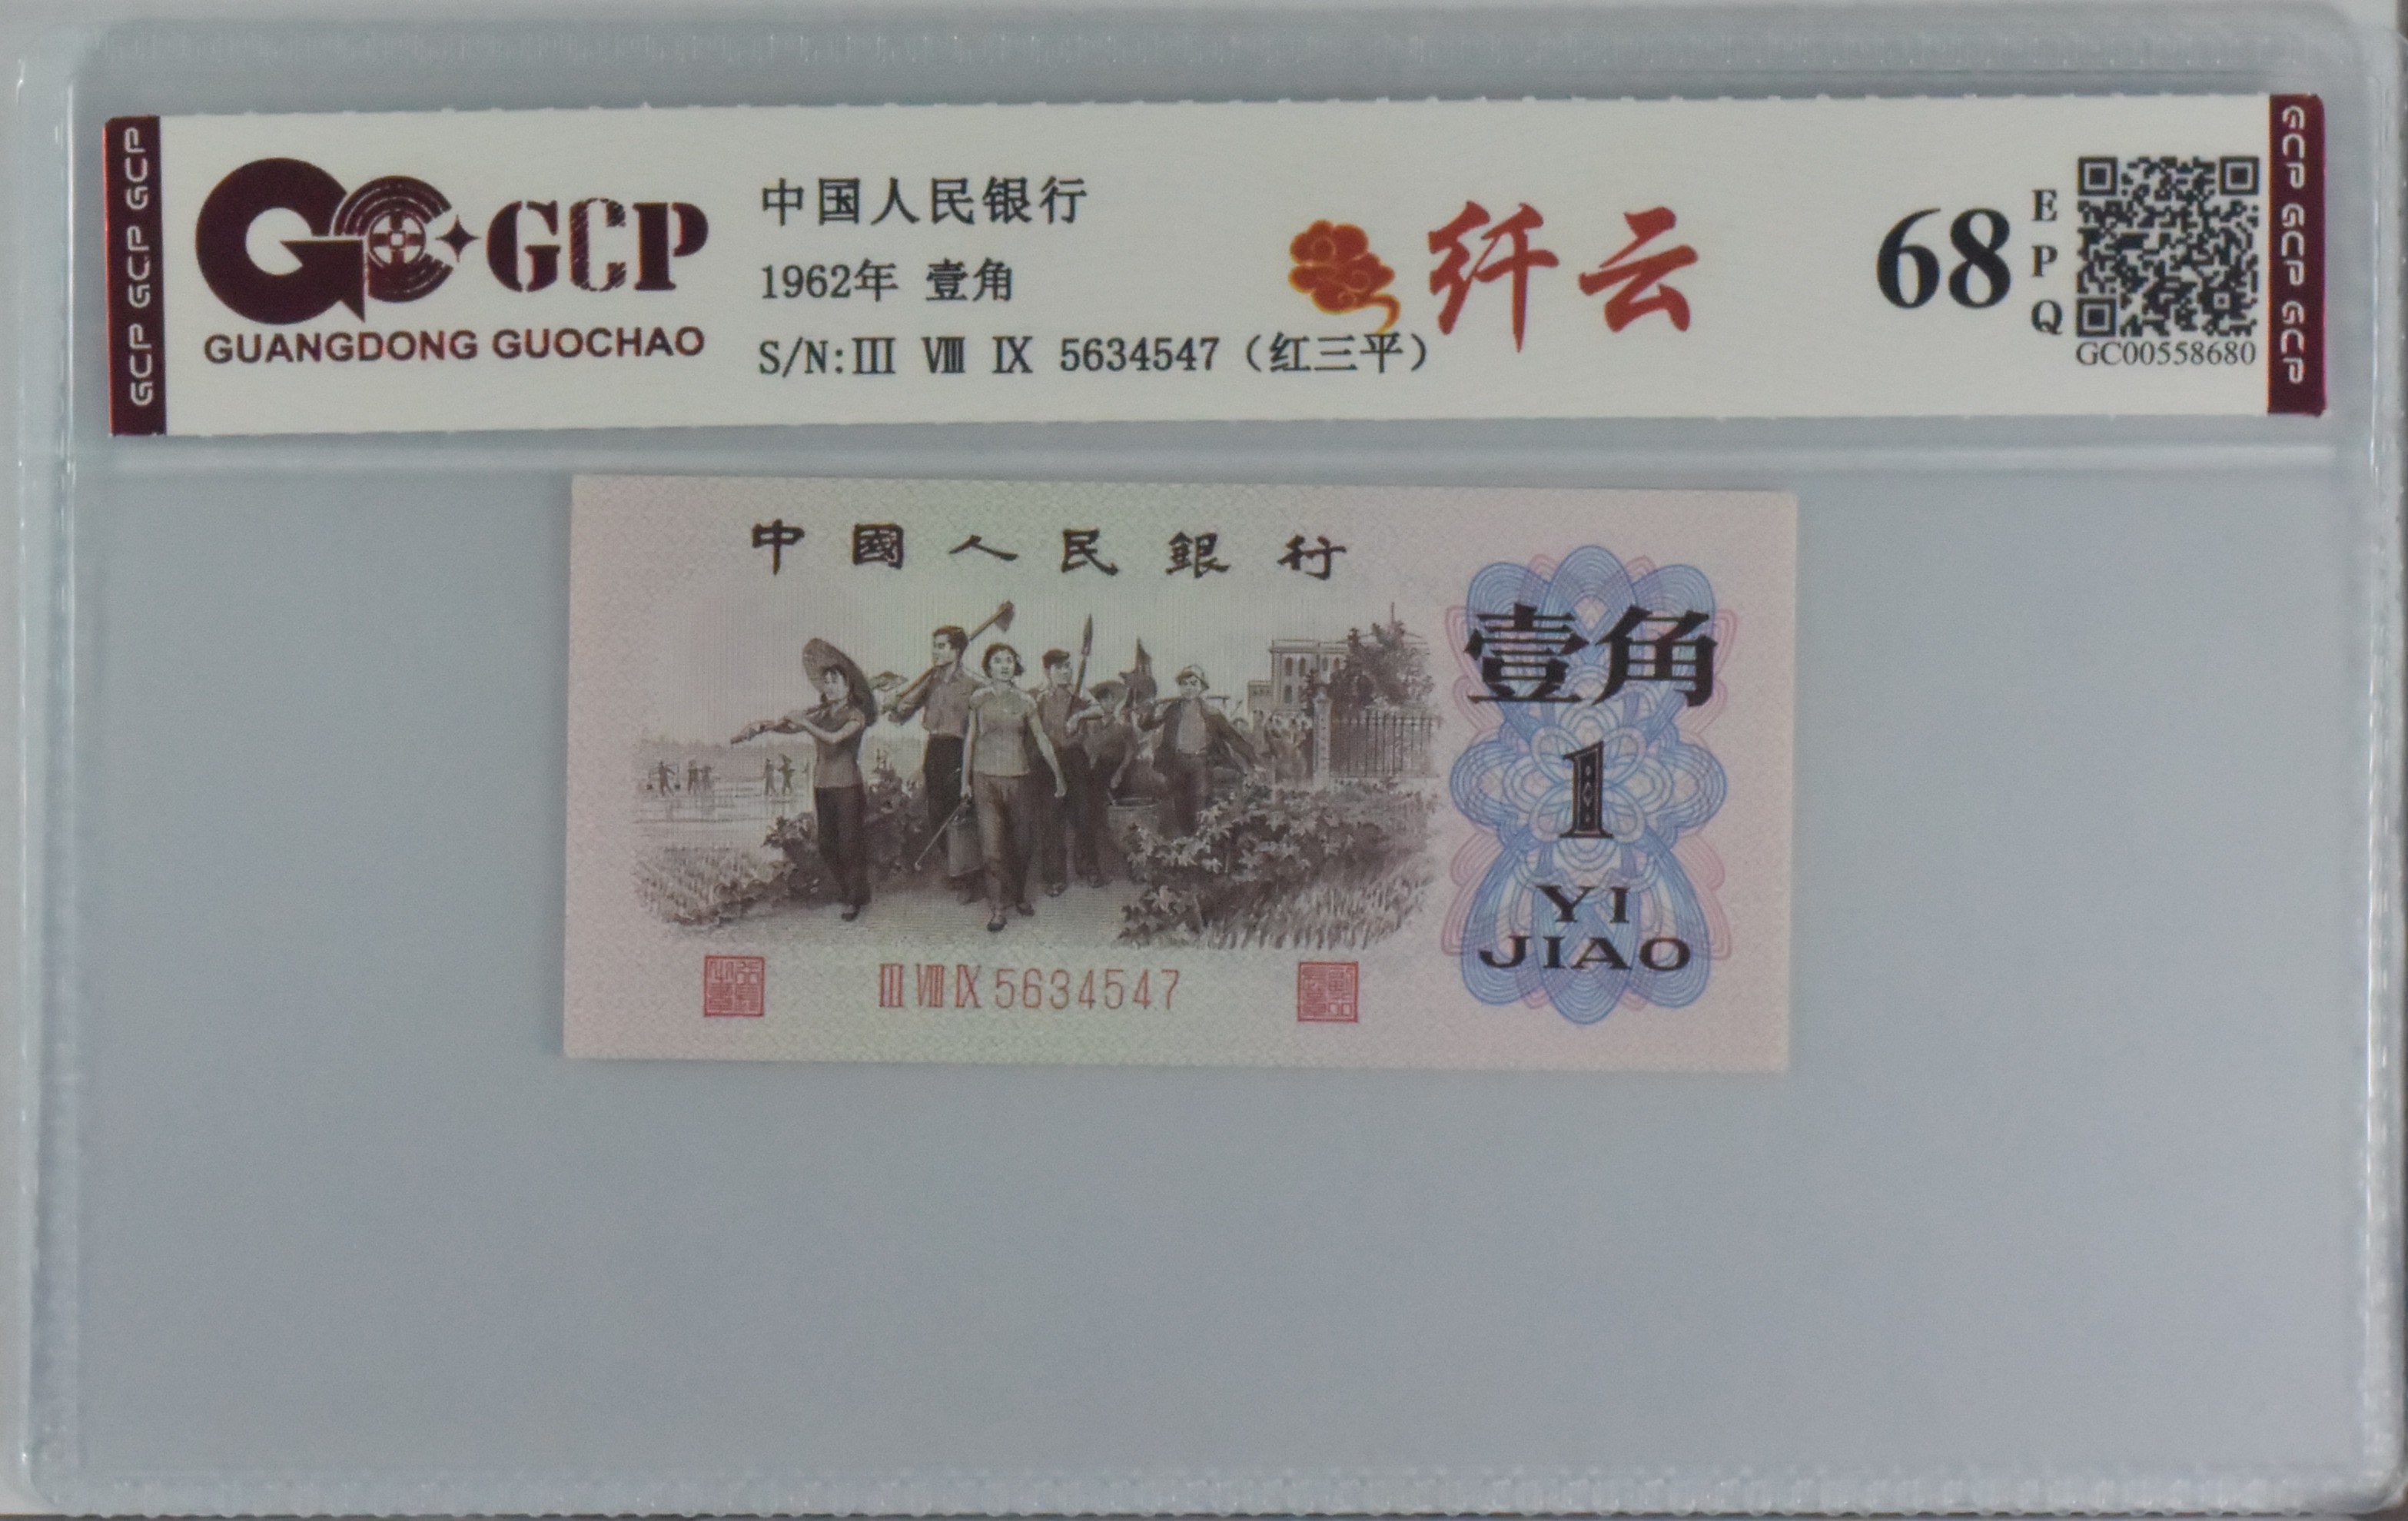 GCP GCP GCP
GCP
GUANGDONG GUOCHAO
中国人民银行
1962年 壹角
S/N:Ⅲ Ⅷ Ⅸ 5634547（红三平）
纤云
68
EPQ
GC00558680
GCP GCP GCP
中國人民銀行
壹角
1
YI
JIAO
Ⅲ Ⅷ Ⅸ 5634547